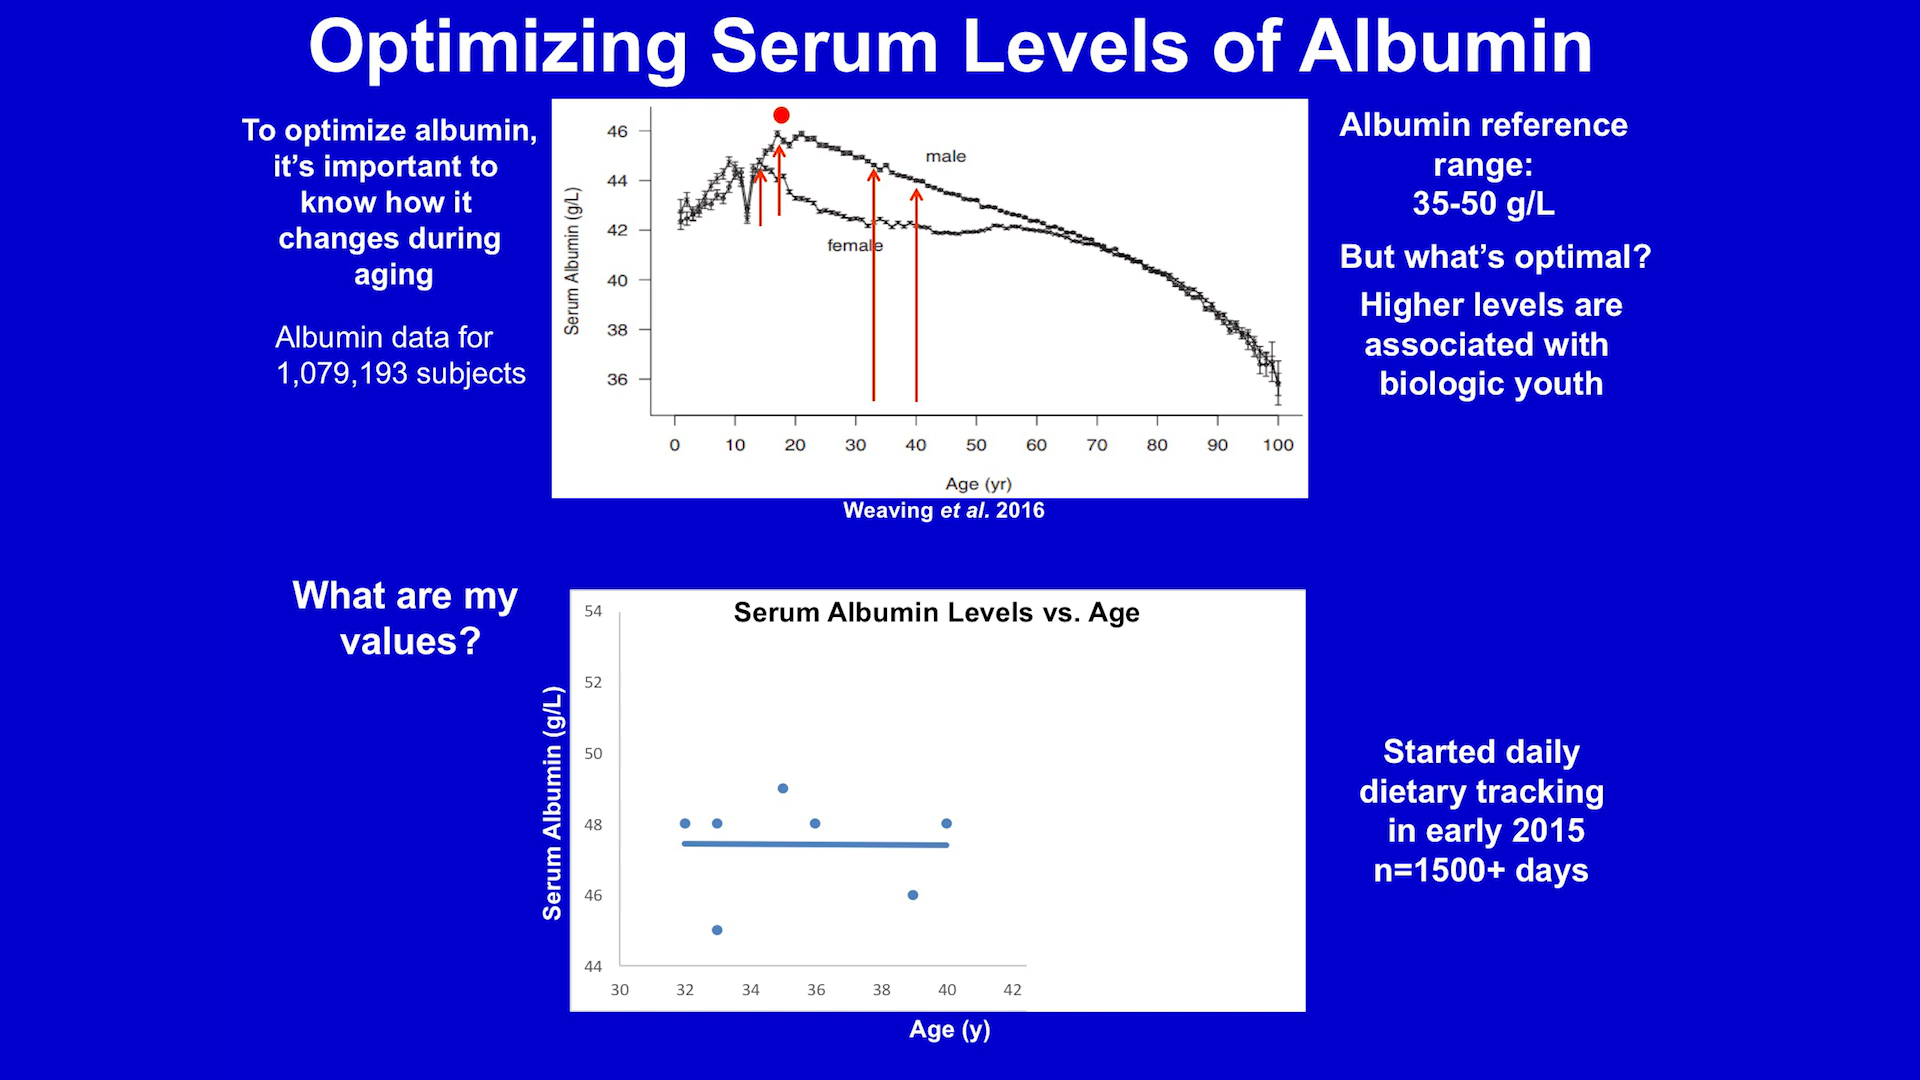 Optimizing Serum Levels of Albumin
To optimize albumin,
it's important to
know how it
changes during
aging
Albumin data for
1,079,193 subjects
46
44
42
40
38
36
Serum Albumin (g/L)
male
female
0 10 20 30 40 50 60 70 80 90 100
Age (yr)
Weaving et al. 2016
Albumin reference
range:
35-50 g/L
But what's optimal?
Higher levels are
associated with
biologic youth
What are my
values?
Serum Albumin Levels vs. Age
54
52
50
48
46
44
Serum Albumin (g/L)
30 32 34 36 38 40 42
Age (y)
Started daily
dietary tracking
in early 2015
n=1500+ days